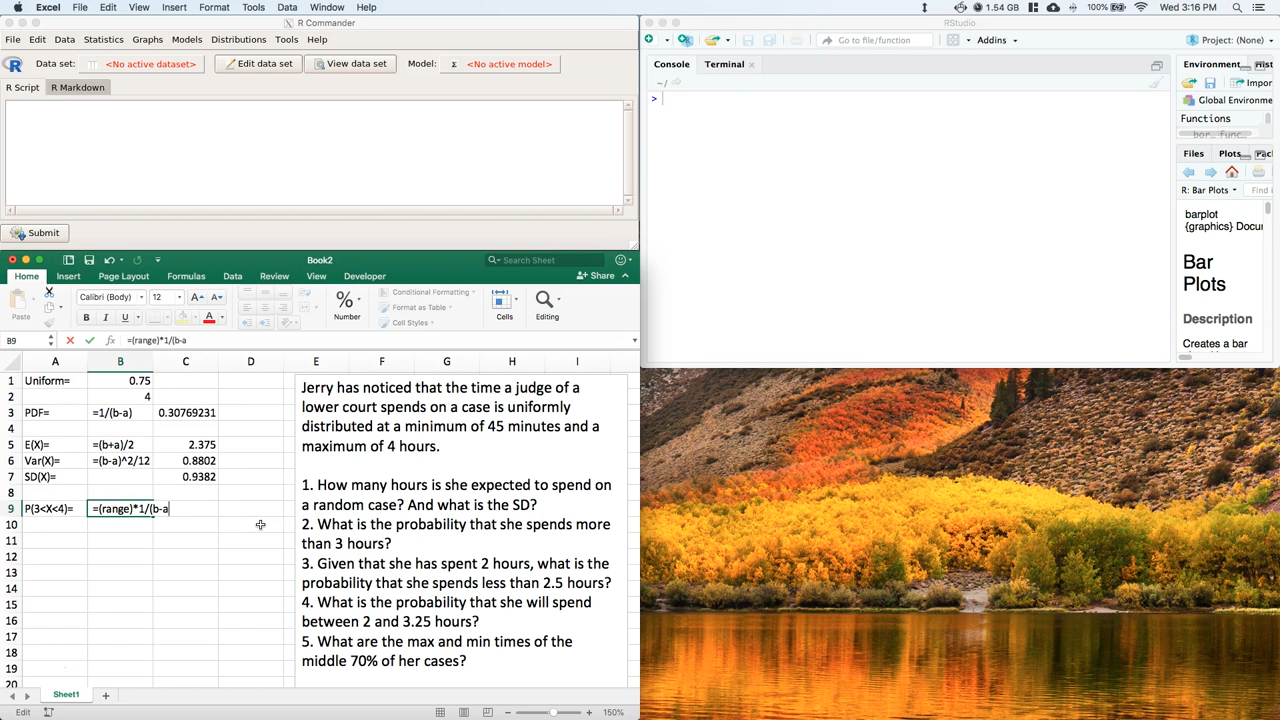 Excel File Edit View Insert Format Tools Data Window Help
1.54 GB 100% Wed 3:16 PM
R Commander
File Edit Data Statistics Graphs Models Distributions Tools Help
Data set: <No active dataset> Edit data set View data set Model: Σ <No active model>
R Script R Markdown
Submit
RStudio
Go to file/function Addins Project: (None)
Console Terminal Environment Hist
~/ Impor
>
Global Environme
Functions
bor_func
Files Plots Pac
R: Bar Plots Find i
barplot
{graphics} Docu
Bar
Plots
Description
Creates a bar
Book2
Search Sheet
Home Insert Page Layout Formulas Data Review View Developer Share
Paste Calibri (Body) 12 A A
B I U A
% Number
Conditional Formatting
Format as Table
Cell Styles
Cells Editing
B9 fx =(range)*1/(b-a
A B C D E F G H I
1 Uniform= 0.75
2 4
3 PDF= =1/(b-a) 0.30769231
4
5 E(X)= =(b+a)/2 2.375
6 Var(X)= =(b-a)^2/12 0.8802
7 SD(X)= 0.9382
8
9 P(3<X<4)= =(range)*1/(b-a
10
11
12
13
14
15
16
17
18
19
20
Jerry has noticed that the time a judge of a
lower court spends on a case is uniformly
distributed at a minimum of 45 minutes and a
maximum of 4 hours.
1. How many hours is she expected to spend on
a random case? And what is the SD?
2. What is the probability that she spends more
than 3 hours?
3. Given that she has spent 2 hours, what is the
probability that she spends less than 2.5 hours?
4. What is the probability that she will spend
between 2 and 3.25 hours?
5. What are the max and min times of the
middle 70% of her cases?
Sheet1 +
Edit 150%